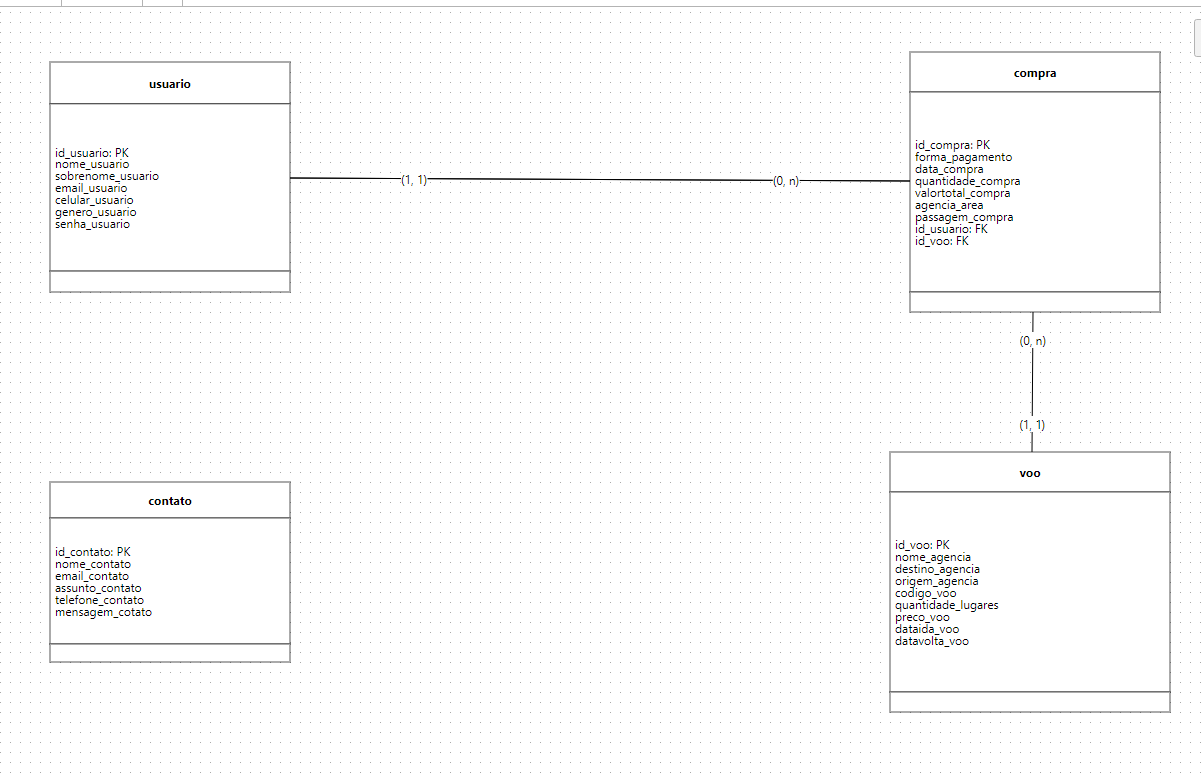 usuario
id_usuario: PK
nome_usuario
sobrenome_usuario
email_usuario
celular_usuario
genero_usuario
senha_usuario
(1, 1)
(0, n)
compra
id_compra: PK
forma_pagamento
data_compra
quantidade_compra
valortotal_compra
agencia_area
passagem_compra
id_usuario: FK
id_voo: FK
(0, n)
(1, 1)
contato
id_contato: PK
nome_contato
email_contato
assunto_contato
telefone_contato
mensagem_cotato
voo
id_voo: PK
nome_agencia
destino_agencia
origem_agencia
codigo_voo
quantidade_lugares
preco_voo
dataida_voo
datavolta_voo